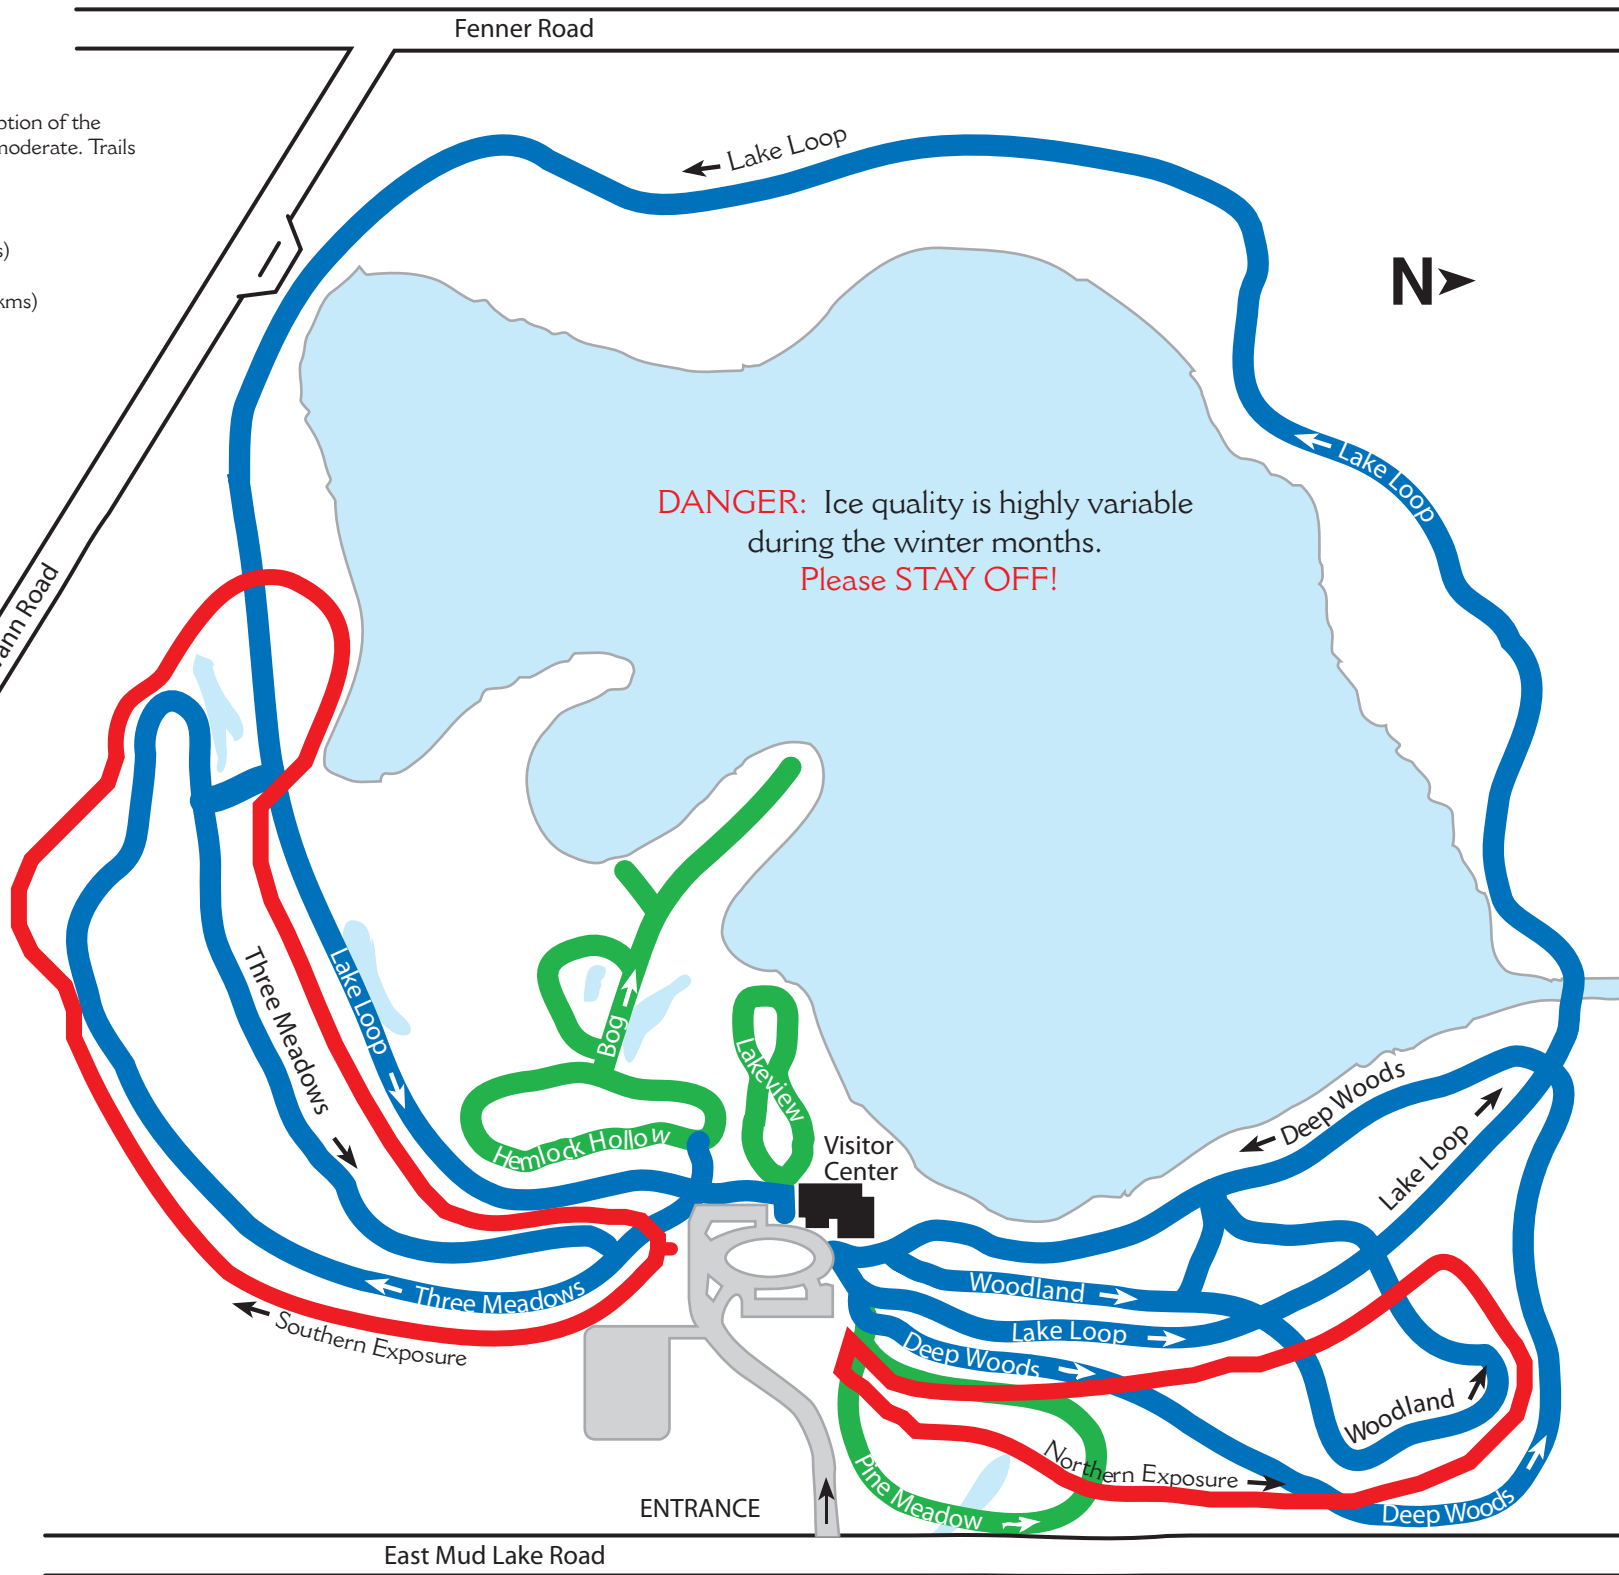 Fenner Road
of the
moderate. Trails
Lake Loop
N
Lake Loop
DANGER: Ice quality is highly variable
during the winter months.
Please STAY OFF!
Road
Three Meadows
Lake Loop
Bog
Lakeview
Hemlock Hollow
Visitor
Center
Deep Woods
Lake Loop
Woodland
Lake Loop
Deep Woods
Three Meadows
Southern Exposure
Woodland
Northern Exposure
Pine Meadow
Deep Woods
ENTRANCE
East Mud Lake Road